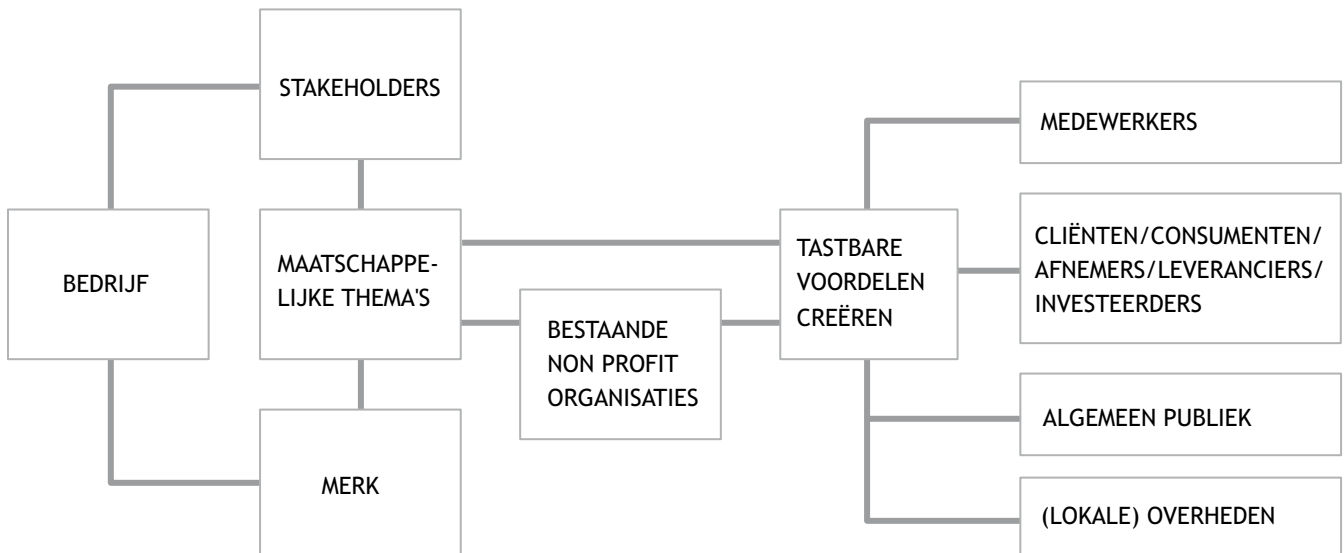 STAKEHOLDERS
BEDRIJF
MAATSCHAPPE-
LIJKE THEMA'S
MERK
BESTAANDE
NON PROFIT
ORGANISATIES
TASTBARE
VOORDELEN
CREËREN
MEDEWERKERS
CLIËNTEN/CONSUMENTEN/
AFNEMERS/LEVERANCIERS/
INVESTEERDERS
ALGEMEEN PUBLIEK
(LOKALE) OVERHEDEN